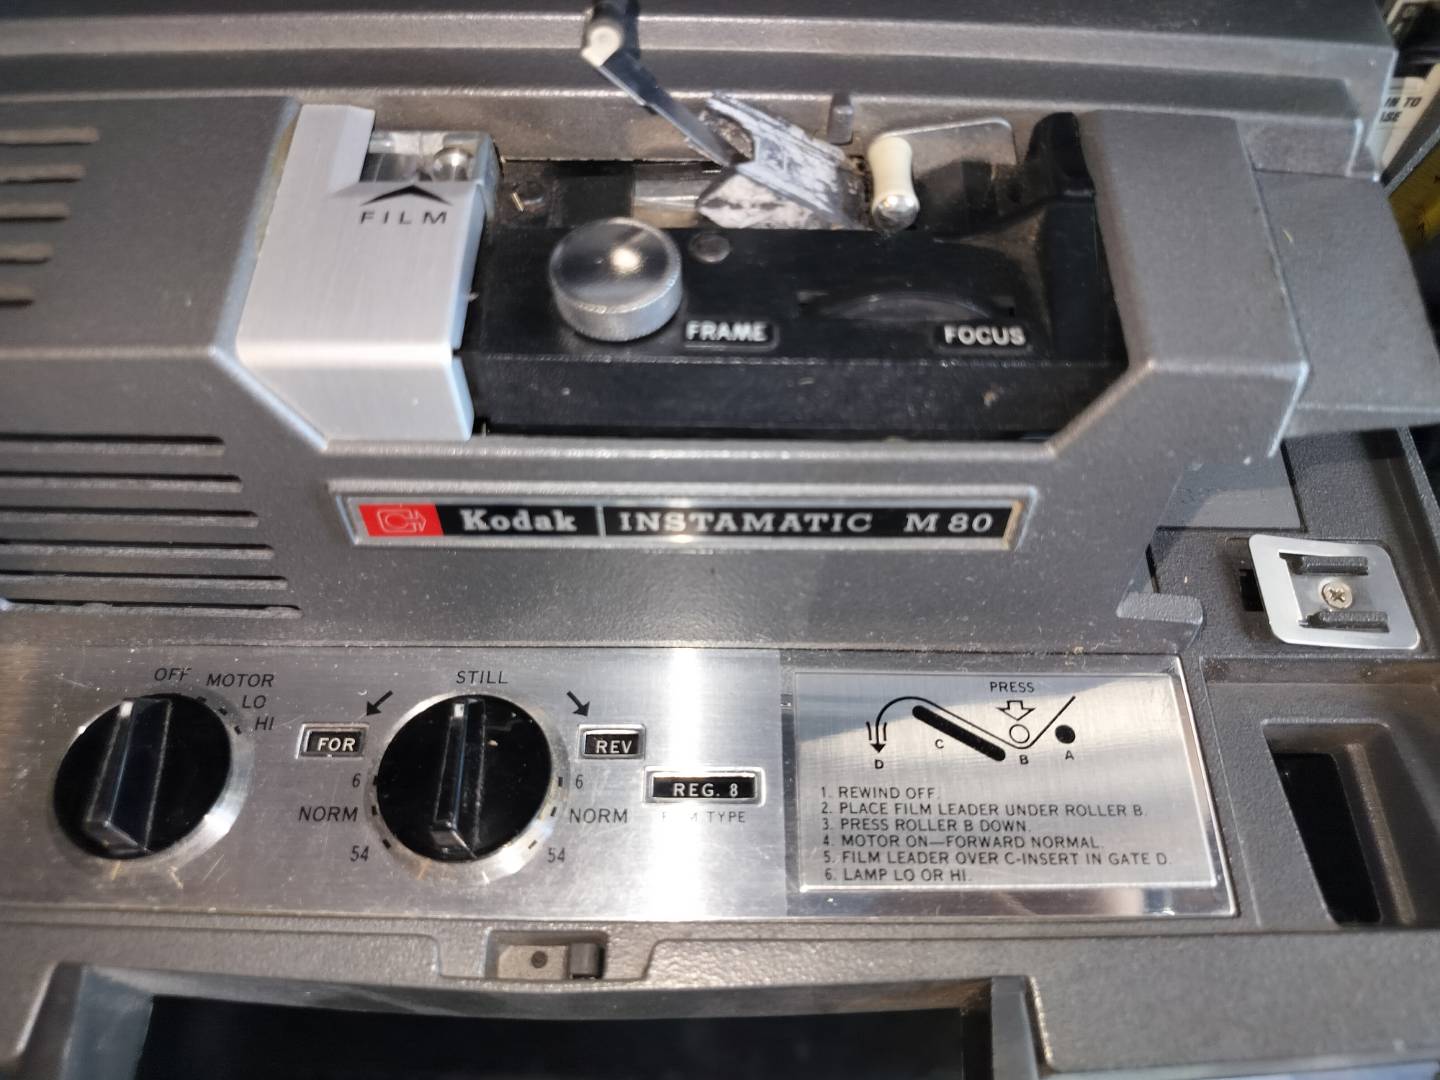 FILM
FRAME
FOCUS
Kodak INSTAMATIC M 80
OFF MOTOR
LO
HI
STILL
FOR
REV
6
6
NORM
NORM
54
54
REG. 8
TYPE
PRESS
D
C
B
A
1. REWIND OFF.
2. PLACE FILM LEADER UNDER ROLLER B.
3. PRESS ROLLER B DOWN.
4. MOTOR ON—FORWARD NORMAL.
5. FILM LEADER OVER C-INSERT IN GATE D.
6. LAMP LO OR HI.
TO